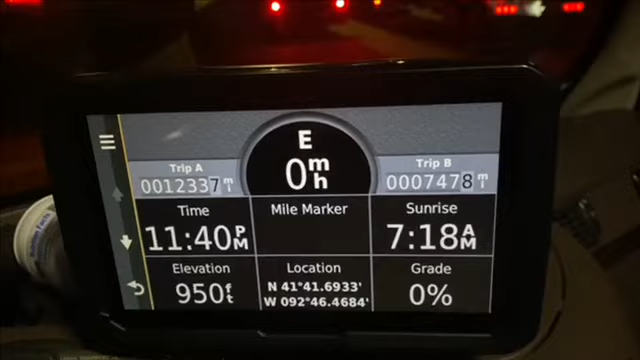 E
0 mh
Trip A
0012337 mi
Trip B
0007478 mi
Time
11:40 PM
Mile Marker
Sunrise
7:18 AM
Elevation
950 ft
Location
N 41°41.6933'
W 092°46.4684'
Grade
0%